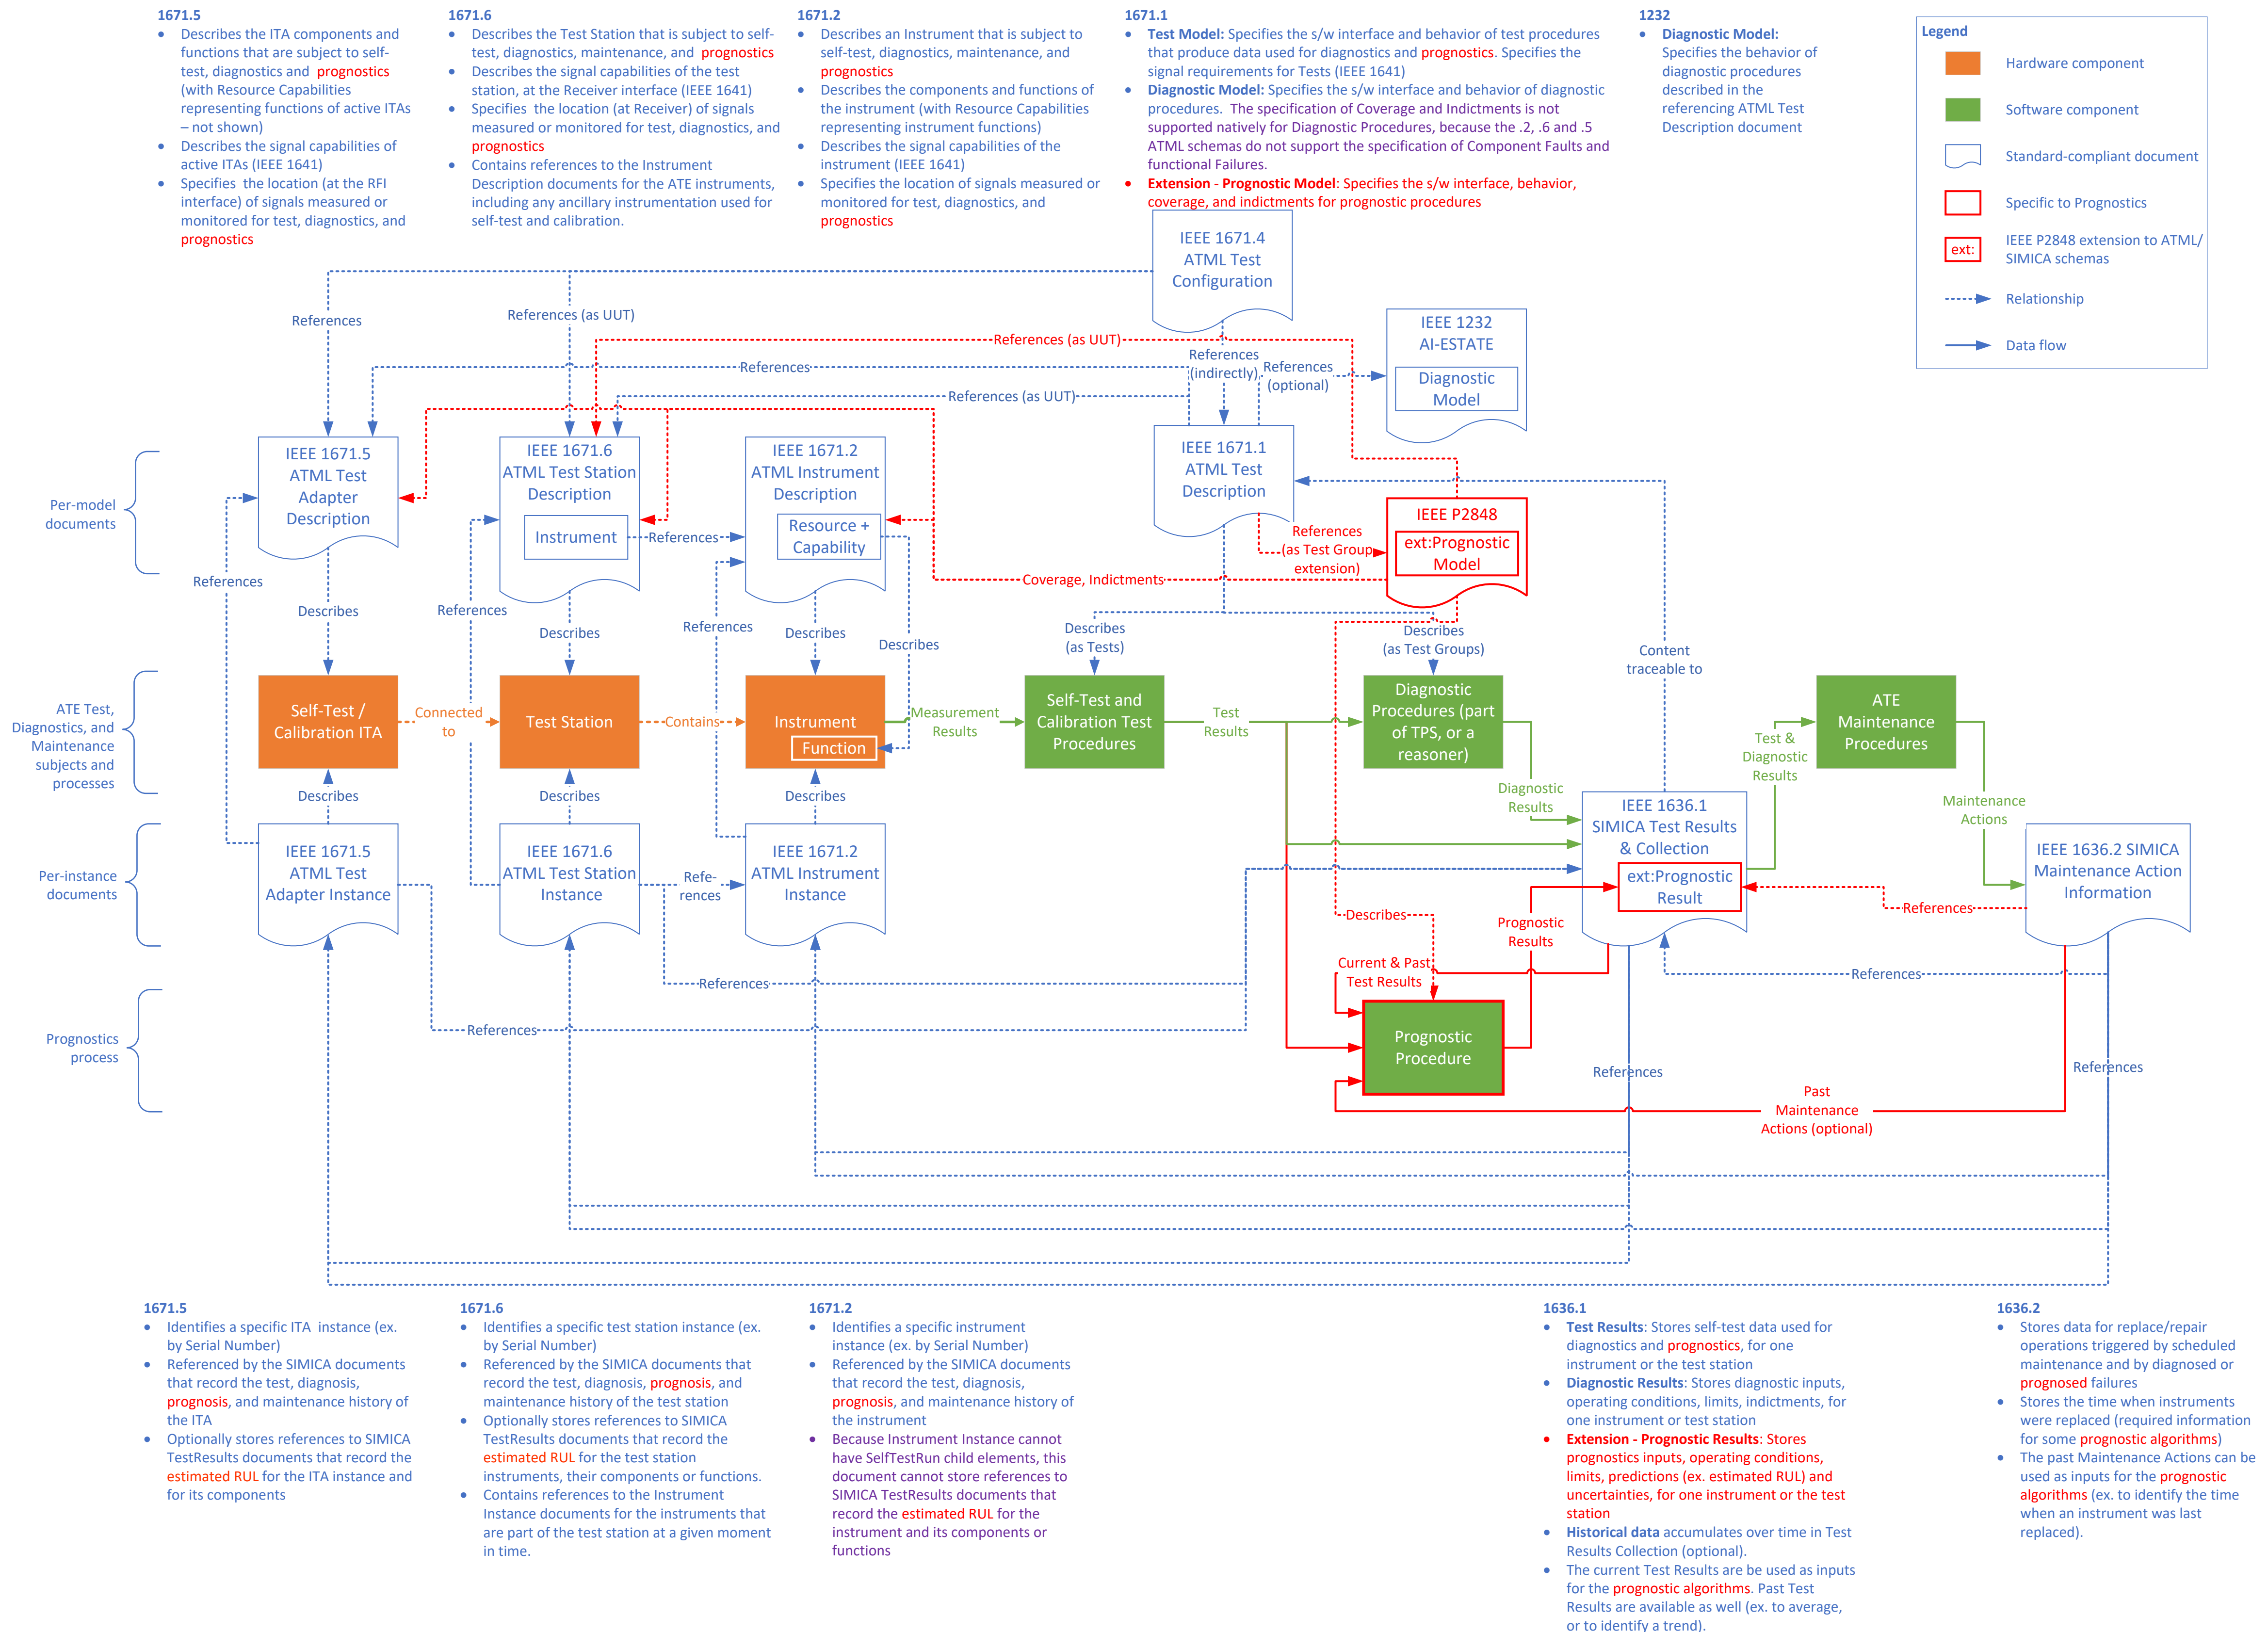 1671.5
• Describes the ITA components and
functions that are subject to self-
test, diagnostics and prognostics
(with Resource Capabilities
representing functions of active ITAs
– not shown)
• Describes the signal capabilities of
active ITAs (IEEE 1641)
• Specifies the location (at the RFI
interface) of signals measured or
monitored for test, diagnostics, and
prognostics
1671.6
• Describes the Test Station that is subject to self-
test, diagnostics, maintenance, and prognostics
• Describes the signal capabilities of the test
station, at the Receiver interface (IEEE 1641)
• Specifies the location (at Receiver) of signals
measured or monitored for test, diagnostics, and
prognostics
• Contains references to the Instrument
Description documents for the ATE instruments,
including any ancillary instrumentation used for
self-test and calibration.
1671.2
• Describes an Instrument that is subject to
self-test, diagnostics, maintenance, and
prognostics
• Describes the components and functions of
the instrument (with Resource Capabilities
representing instrument functions)
• Describes the signal capabilities of the
instrument (IEEE 1641)
• Specifies the location of signals measured or
monitored for test, diagnostics, and
prognostics
1671.1
• Test Model: Specifies the s/w interface and behavior of test procedures
that produce data used for diagnostics and prognostics. Specifies the
signal requirements for Tests (IEEE 1641)
• Diagnostic Model: Specifies the s/w interface and behavior of diagnostic
procedures. The specification of Coverage and Indictments is not
supported natively for Diagnostic Procedures, because the .2, .6 and .5
ATML schemas do not support the specification of Component Faults and
functional Failures.
• Extension - Prognostic Model: Specifies the s/w interface, behavior,
coverage, and indictments for prognostic procedures
1232
• Diagnostic Model:
Specifies the behavior of
diagnostic procedures
described in the
referencing ATML Test
Description document
Legend
Hardware component
Software component
Standard-compliant document
Specific to Prognostics
ext:
IEEE P2848 extension to ATML/
SIMICA schemas
Relationship
Data flow
IEEE 1671.4
ATML Test
Configuration
References
References (as UUT)
References (as UUT)
References
References (as UUT)
References
(indirectly)
References
(optional)
IEEE 1232
AI-ESTATE
Diagnostic
Model
Per-model
documents
IEEE 1671.5
ATML Test
Adapter
Description
IEEE 1671.6
ATML Test Station
Description
Instrument
References
IEEE 1671.2
ATML Instrument
Description
Resource +
Capability
IEEE 1671.1
ATML Test
Description
References
(as Test Group
extension)
IEEE P2848
ext:Prognostic
Model
Coverage, Indictments
References
Describes
References
Describes
References
Describes
Describes
Describes
(as Tests)
Describes
(as Test Groups)
Content
traceable to
ATE Test,
Diagnostics, and
Maintenance
subjects and
processes
Self-Test /
Calibration ITA
Connected
to
Test Station
Contains
Instrument
Function
Measurement
Results
Self-Test and
Calibration Test
Procedures
Test
Results
Diagnostic
Procedures (part
of TPS, or a
reasoner)
Diagnostic
Results
Test &
Diagnostic
Results
ATE
Maintenance
Procedures
Maintenance
Actions
Describes
Describes
Describes
Per-instance
documents
IEEE 1671.5
ATML Test
Adapter Instance
IEEE 1671.6
ATML Test Station
Instance
Refe-
rences
IEEE 1671.2
ATML Instrument
Instance
IEEE 1636.1
SIMICA Test Results
& Collection
ext:Prognostic
Result
References
IEEE 1636.2 SIMICA
Maintenance Action
Information
Describes
Prognostic
Results
Current & Past
Test Results
References
References
References
Prognostics
process
Prognostic
Procedure
References
References
Past
Maintenance
Actions (optional)
1671.5
• Identifies a specific ITA instance (ex.
by Serial Number)
• Referenced by the SIMICA documents
that record the test, diagnosis,
prognosis, and maintenance history of
the ITA
• Optionally stores references to SIMICA
TestResults documents that record the
estimated RUL for the ITA instance and
for its components
1671.6
• Identifies a specific test station instance (ex.
by Serial Number)
• Referenced by the SIMICA documents that
record the test, diagnosis, prognosis, and
maintenance history of the test station
• Optionally stores references to SIMICA
TestResults documents that record the
estimated RUL for the test station
instruments, their components or functions.
• Contains references to the Instrument
Instance documents for the instruments that
are part of the test station at a given moment
in time.
1671.2
• Identifies a specific instrument
instance (ex. by Serial Number)
• Referenced by the SIMICA documents
that record the test, diagnosis,
prognosis, and maintenance history of
the instrument
• Because Instrument Instance cannot
have SelfTestRun child elements, this
document cannot store references to
SIMICA TestResults documents that
record the estimated RUL for the
instrument and its components or
functions
1636.1
• Test Results: Stores self-test data used for
diagnostics and prognostics, for one
instrument or the test station
• Diagnostic Results: Stores diagnostic inputs,
operating conditions, limits, indictments, for
one instrument or test station
• Extension - Prognostic Results: Stores
prognostics inputs, operating conditions,
limits, predictions (ex. estimated RUL) and
uncertainties, for one instrument or the test
station
• Historical data accumulates over time in Test
Results Collection (optional).
• The current Test Results are be used as inputs
for the prognostic algorithms. Past Test
Results are available as well (ex. to average,
or to identify a trend).
1636.2
• Stores data for replace/repair
operations triggered by scheduled
maintenance and by diagnosed or
prognosed failures
• Stores the time when instruments
were replaced (required information
for some prognostic algorithms)
• The past Maintenance Actions can be
used as inputs for the prognostic
algorithms (ex. to identify the time
when an instrument was last
replaced).